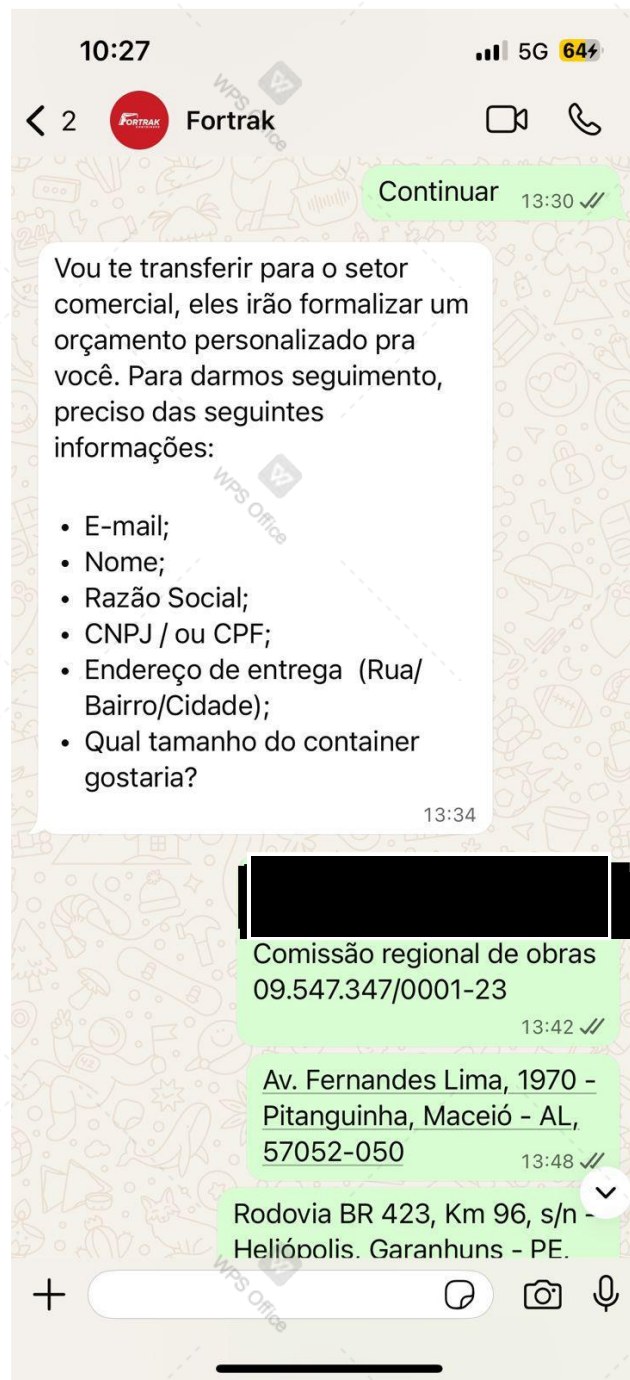 10:27
5G 64
2 FORTRAK Fortrak
Continuar 13:30
Vou te transferir para o setor
comercial, eles irão formalizar um
orçamento personalizado pra
você. Para darmos seguimento,
preciso das seguintes
informações:
• E-mail;
• Nome;
• Razão Social;
• CNPJ / ou CPF;
• Endereço de entrega (Rua/
Bairro/Cidade);
• Qual tamanho do container
gostaria?
13:34
Comissão regional de obras
09.547.347/0001-23
13:42
Av. Fernandes Lima, 1970 -
Pitanguinha, Maceió - AL,
57052-050 13:48
Rodovia BR 423, Km 96, s/n -
Heliópolis, Garanhuns - PE,
WPS Office
WPS Office
WPS Office